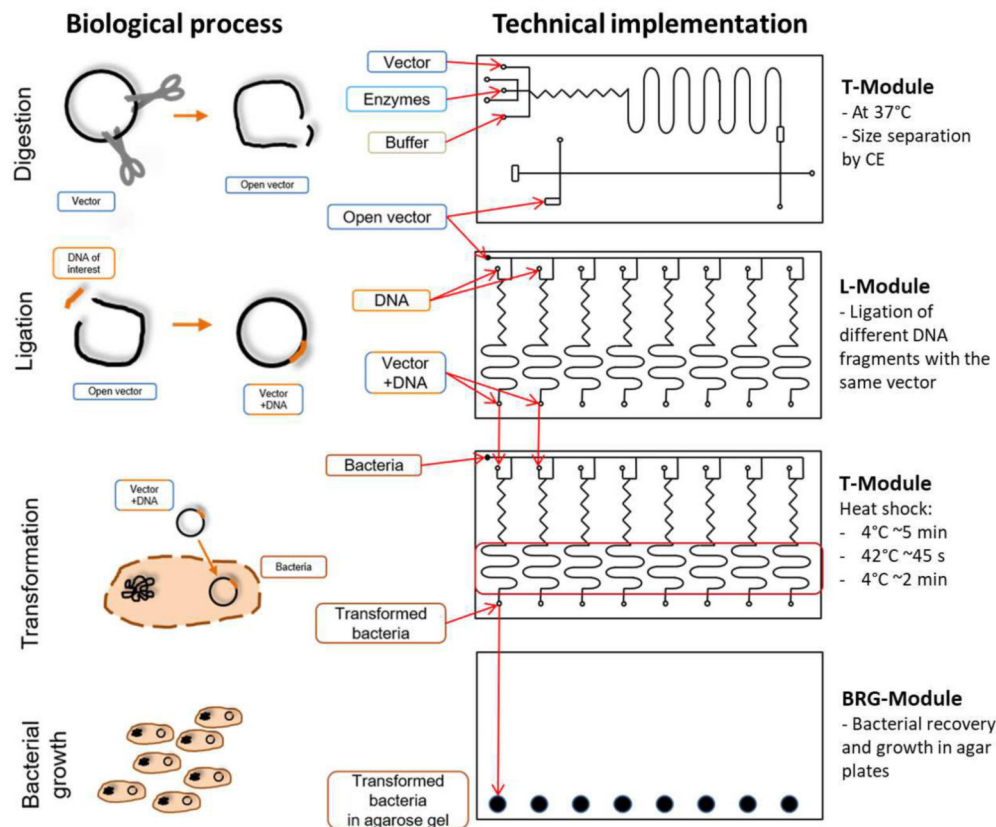 Biological process
Technical implementation
Digestion
Vector
Open vector
Vector
Enzymes
Buffer
Open vector
T-Module
- At 37°C
- Size separation
by CE
Ligation
DNA of
interest
Open vector
Vector
+DNA
DNA
Vector
+DNA
L-Module
- Ligation of
different DNA
fragments with the
same vector
Transformation
Vector
+DNA
Bacteria
Bacteria
Transformed
bacteria
T-Module
Heat shock:
- 4°C ~5 min
- 42°C ~45 s
- 4°C ~2 min
Bacterial
growth
Transformed
bacteria
in agarose gel
BRG-Module
- Bacterial recovery
and growth in agar
plates